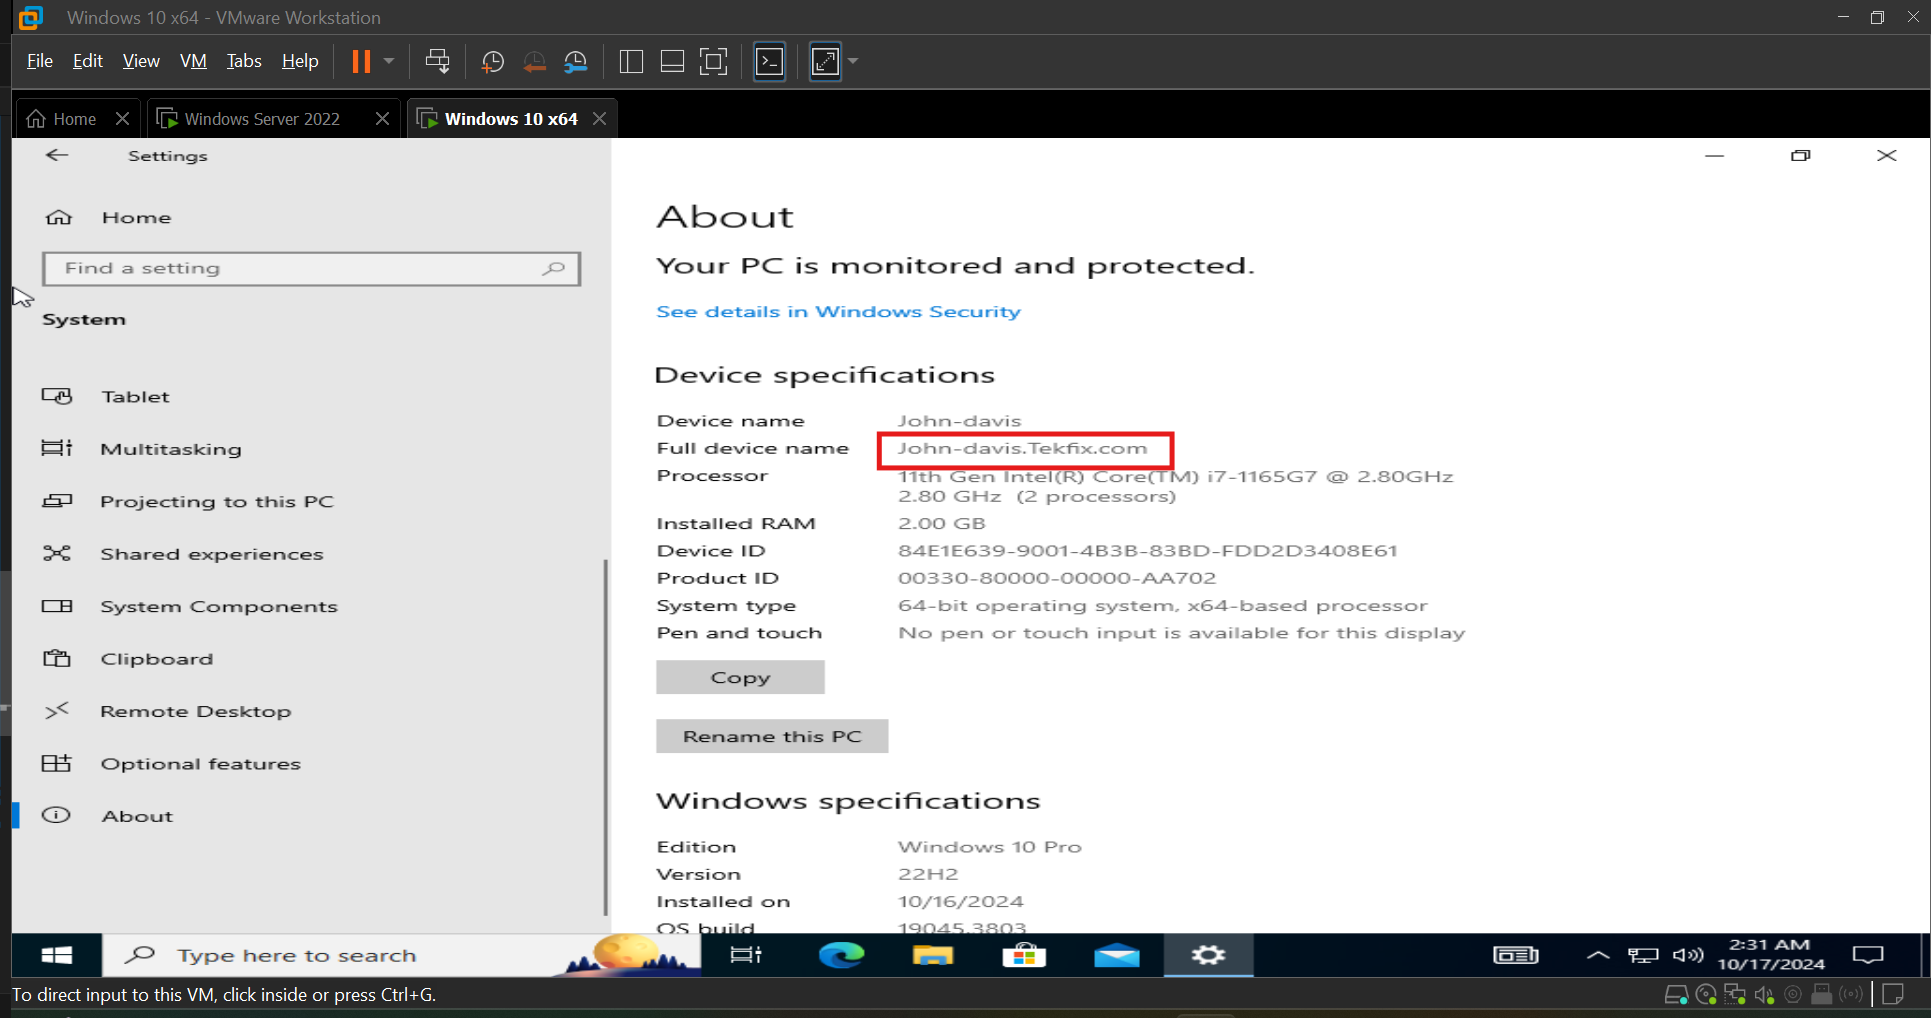 Windows 10 x64 - VMware Workstation
File Edit View VM Tabs Help
Home
Windows Server 2022
Windows 10 x64
Settings
Home
Find a setting
System
Tablet
Multitasking
Projecting to this PC
Shared experiences
System Components
Clipboard
Remote Desktop
Optional features
About
About
Your PC is monitored and protected.
See details in Windows Security
Device specifications
Device name John-davis
Full device name John-davis.Tekfix.com
Processor 11th Gen Intel(R) Core(TM) i7-1165G7 @ 2.80GHz
2.80 GHz (2 processors)
Installed RAM 2.00 GB
Device ID 84E1E639-9001-4B3B-83BD-FDD2D3408E61
Product ID 00330-80000-00000-AA702
System type 64-bit operating system, x64-based processor
Pen and touch No pen or touch input is available for this display
Copy
Rename this PC
Windows specifications
Edition Windows 10 Pro
Version 22H2
Installed on 10/16/2024
OS build 19045.3803
Type here to search
2:31 AM
10/17/2024
To direct input to this VM, click inside or press Ctrl+G.